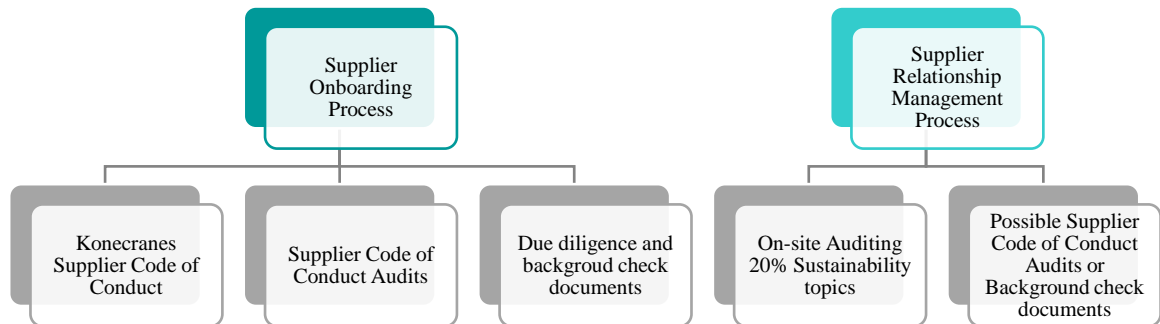 Supplier
Onboarding
Process
Supplier
Relationship
Management
Process
Konecranes
Supplier Code of
Conduct
Supplier Code of
Conduct Audits
Due diligence and
backgroud check
documents
On-site Auditing
20% Sustainability
topics
Possible Supplier
Code of Conduct
Audits or
Background check
documents